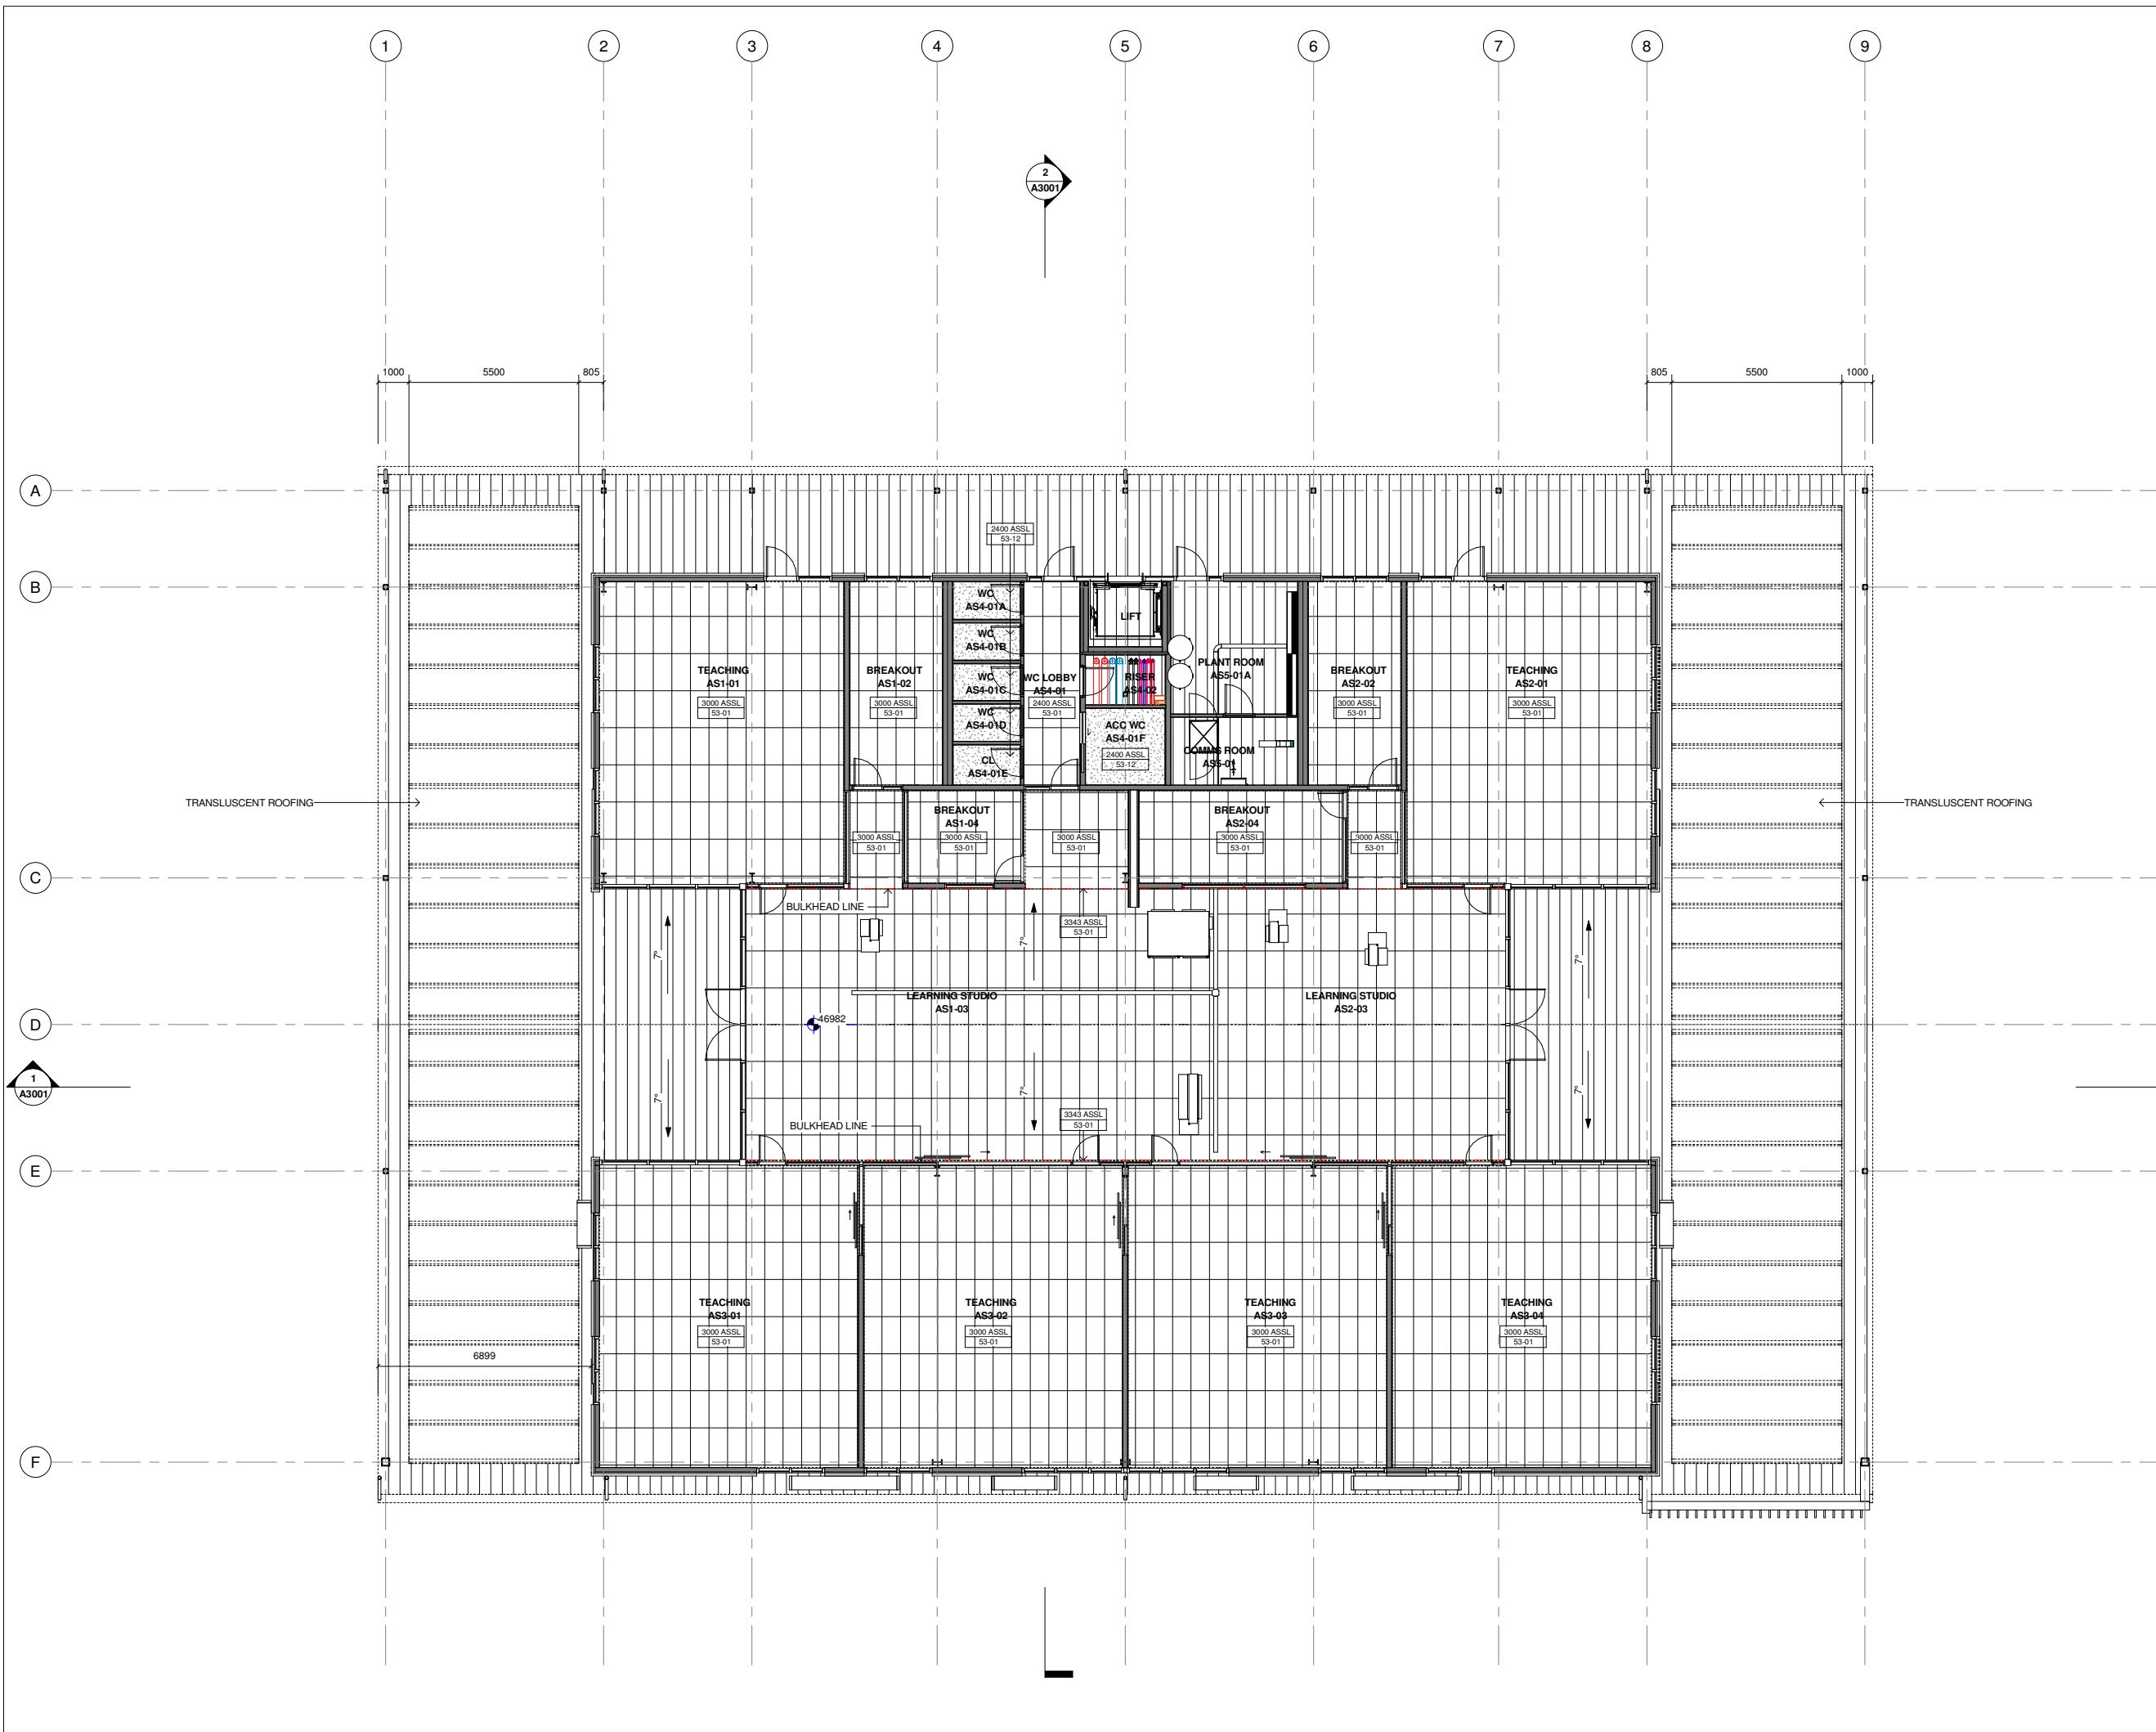 1 2 3 4 5 6 7 8 9
2
A3001
1000 5500 805
805 5500 1000
A
2400 ASSL
53-12
B
WC
AS4-01A
LIFT
WC
AS4-01B
TEACHING
AS1-01
3000 ASSL
53-01
BREAKOUT
AS1-02
3000 ASSL
53-01
WC
AS4-01C
WC LOBBY
AS4-01
2400 ASSL
53-01
RISER
AS4-02
PLANT ROOM
AS5-01A
BREAKOUT
AS2-02
3000 ASSL
53-01
TEACHING
AS2-01
3000 ASSL
53-01
WC
AS4-01D
ACC WC
AS4-01F
2400 ASSL
53-12
CL
AS4-01E
COMMS ROOM
AS5-01
TRANSLUSCENT ROOFING
TRANSLUSCENT ROOFING
3000 ASSL
53-01
BREAKOUT
AS1-04
3000 ASSL
53-01
3000 ASSL
53-01
BREAKOUT
AS2-04
3000 ASSL
53-01
3000 ASSL
53-01
C
BULKHEAD LINE
3343 ASSL
53-01
7°
7°
7°
LEARNING STUDIO
AS1-03
LEARNING STUDIO
AS2-03
D
46982
1
A3001
7°
7°
7°
3343 ASSL
53-01
BULKHEAD LINE
E
TEACHING
AS3-01
3000 ASSL
53-01
TEACHING
AS3-02
3000 ASSL
53-01
TEACHING
AS3-03
3000 ASSL
53-01
TEACHING
AS3-04
3000 ASSL
53-01
6899
F